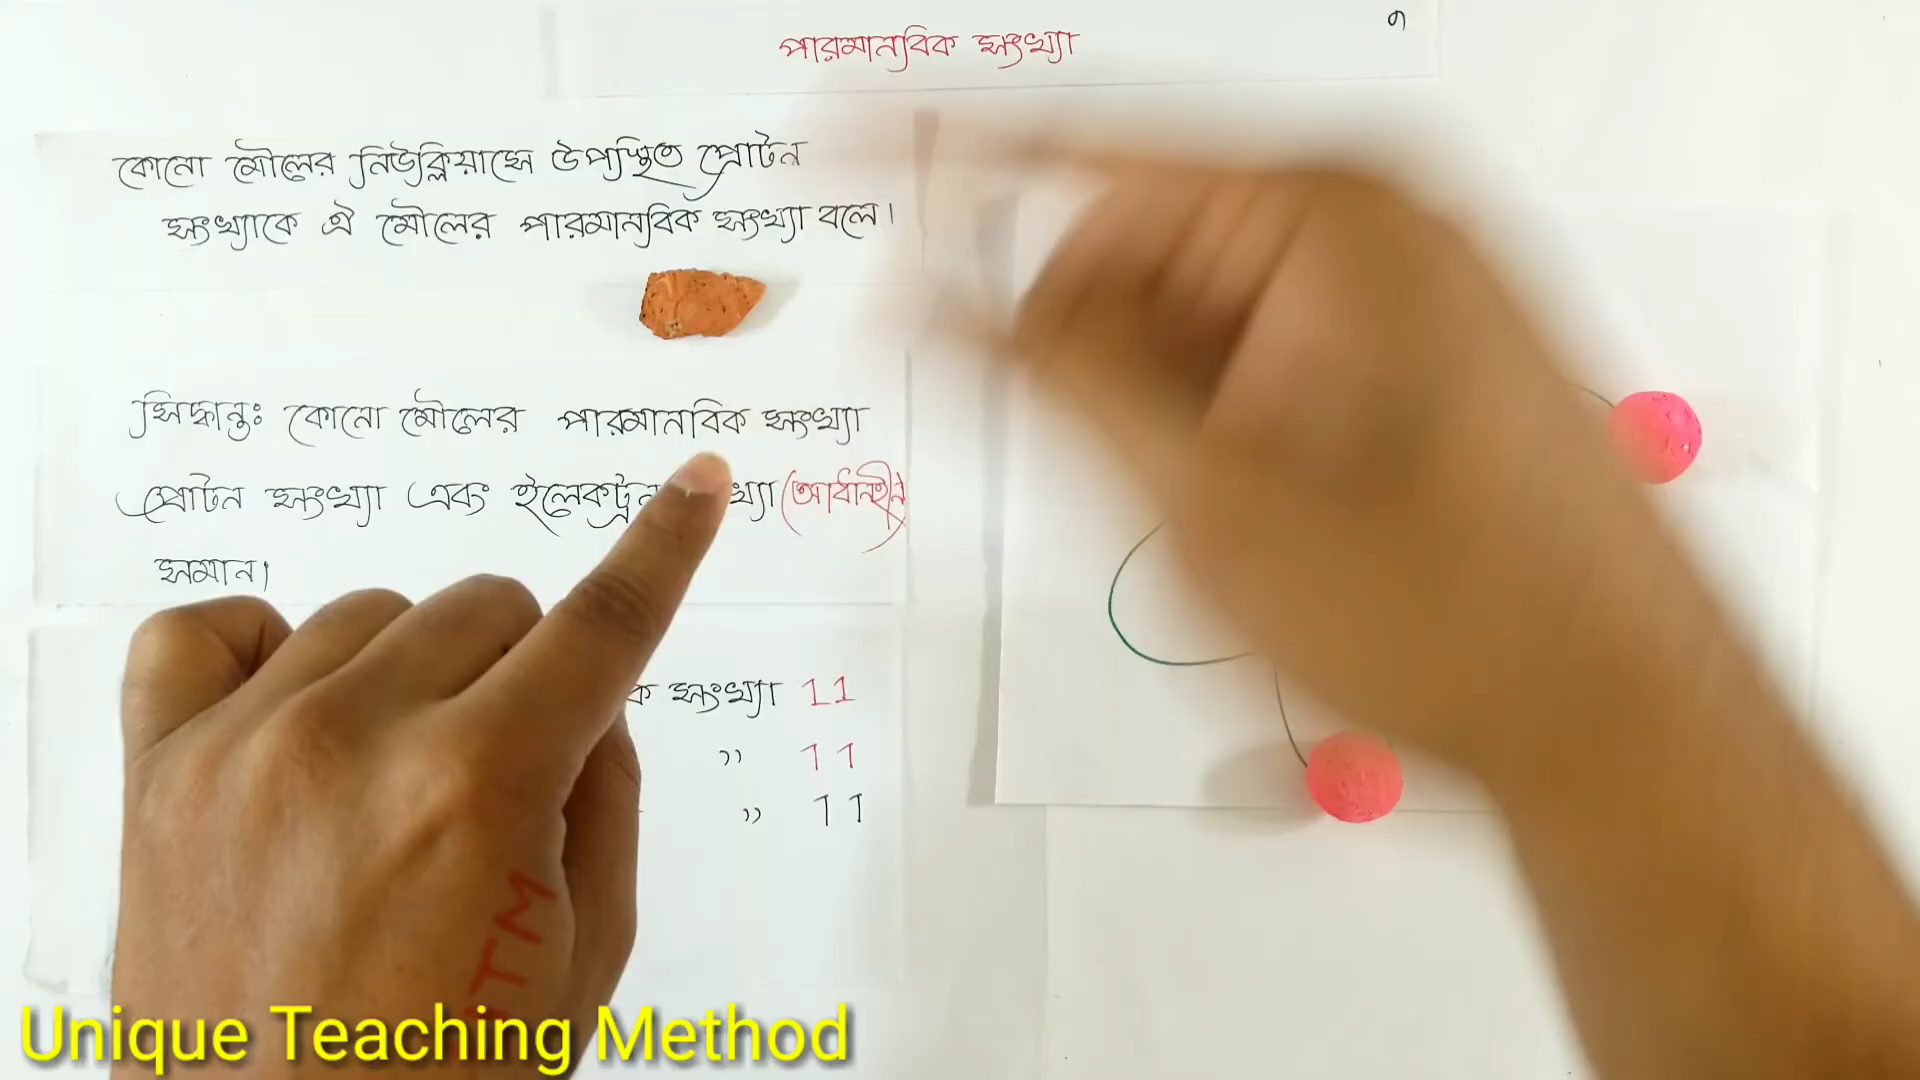 পারমানবিক সংখ্যা
কোনো মৌলের নিউক্লিয়াসে উপস্থিত প্রোটন
সংখ্যাকে ঐ মৌলের পারমানবিক সংখ্যা বলে।
সিদ্ধান্তঃ কোনো মৌলের পারমানবিক সংখ্যা
প্রোটন সংখ্যা এবং ইলেকট্রন (আধানহীন)
সমান।
সংখ্যা 11
" 11
" 11
UTM
Unique Teaching Method